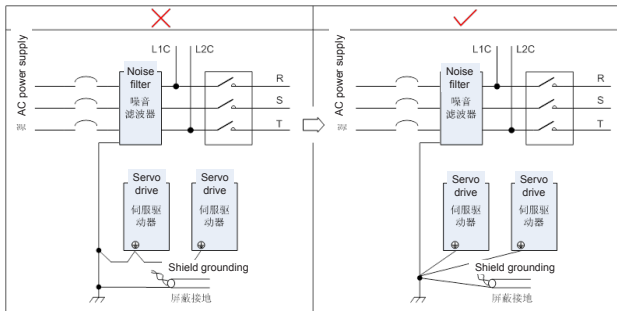 L1C
L2C
AC power supply
源
Noise
filter
噪音
滤波器
R
S
T
Servo
drive
伺服驱
动器
Servo
drive
伺服驱
动器
Shield grounding
屏蔽接地
L1C
L2C
AC power supply
源
Noise
filter
噪音
滤波器
R
S
T
Servo
drive
伺服驱
动器
Servo
drive
伺服驱
动器
Shield grounding
屏蔽接地